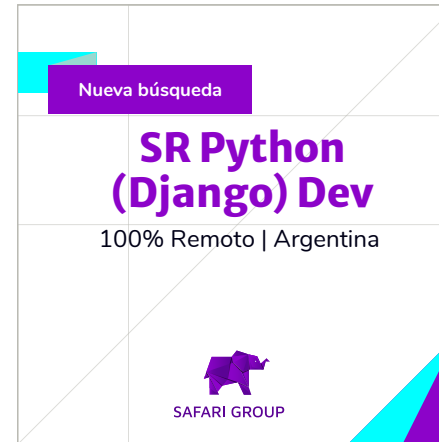 Nueva búsqueda
SR Python
(Django) Dev
100% Remoto | Argentina
SAFARI GROUP